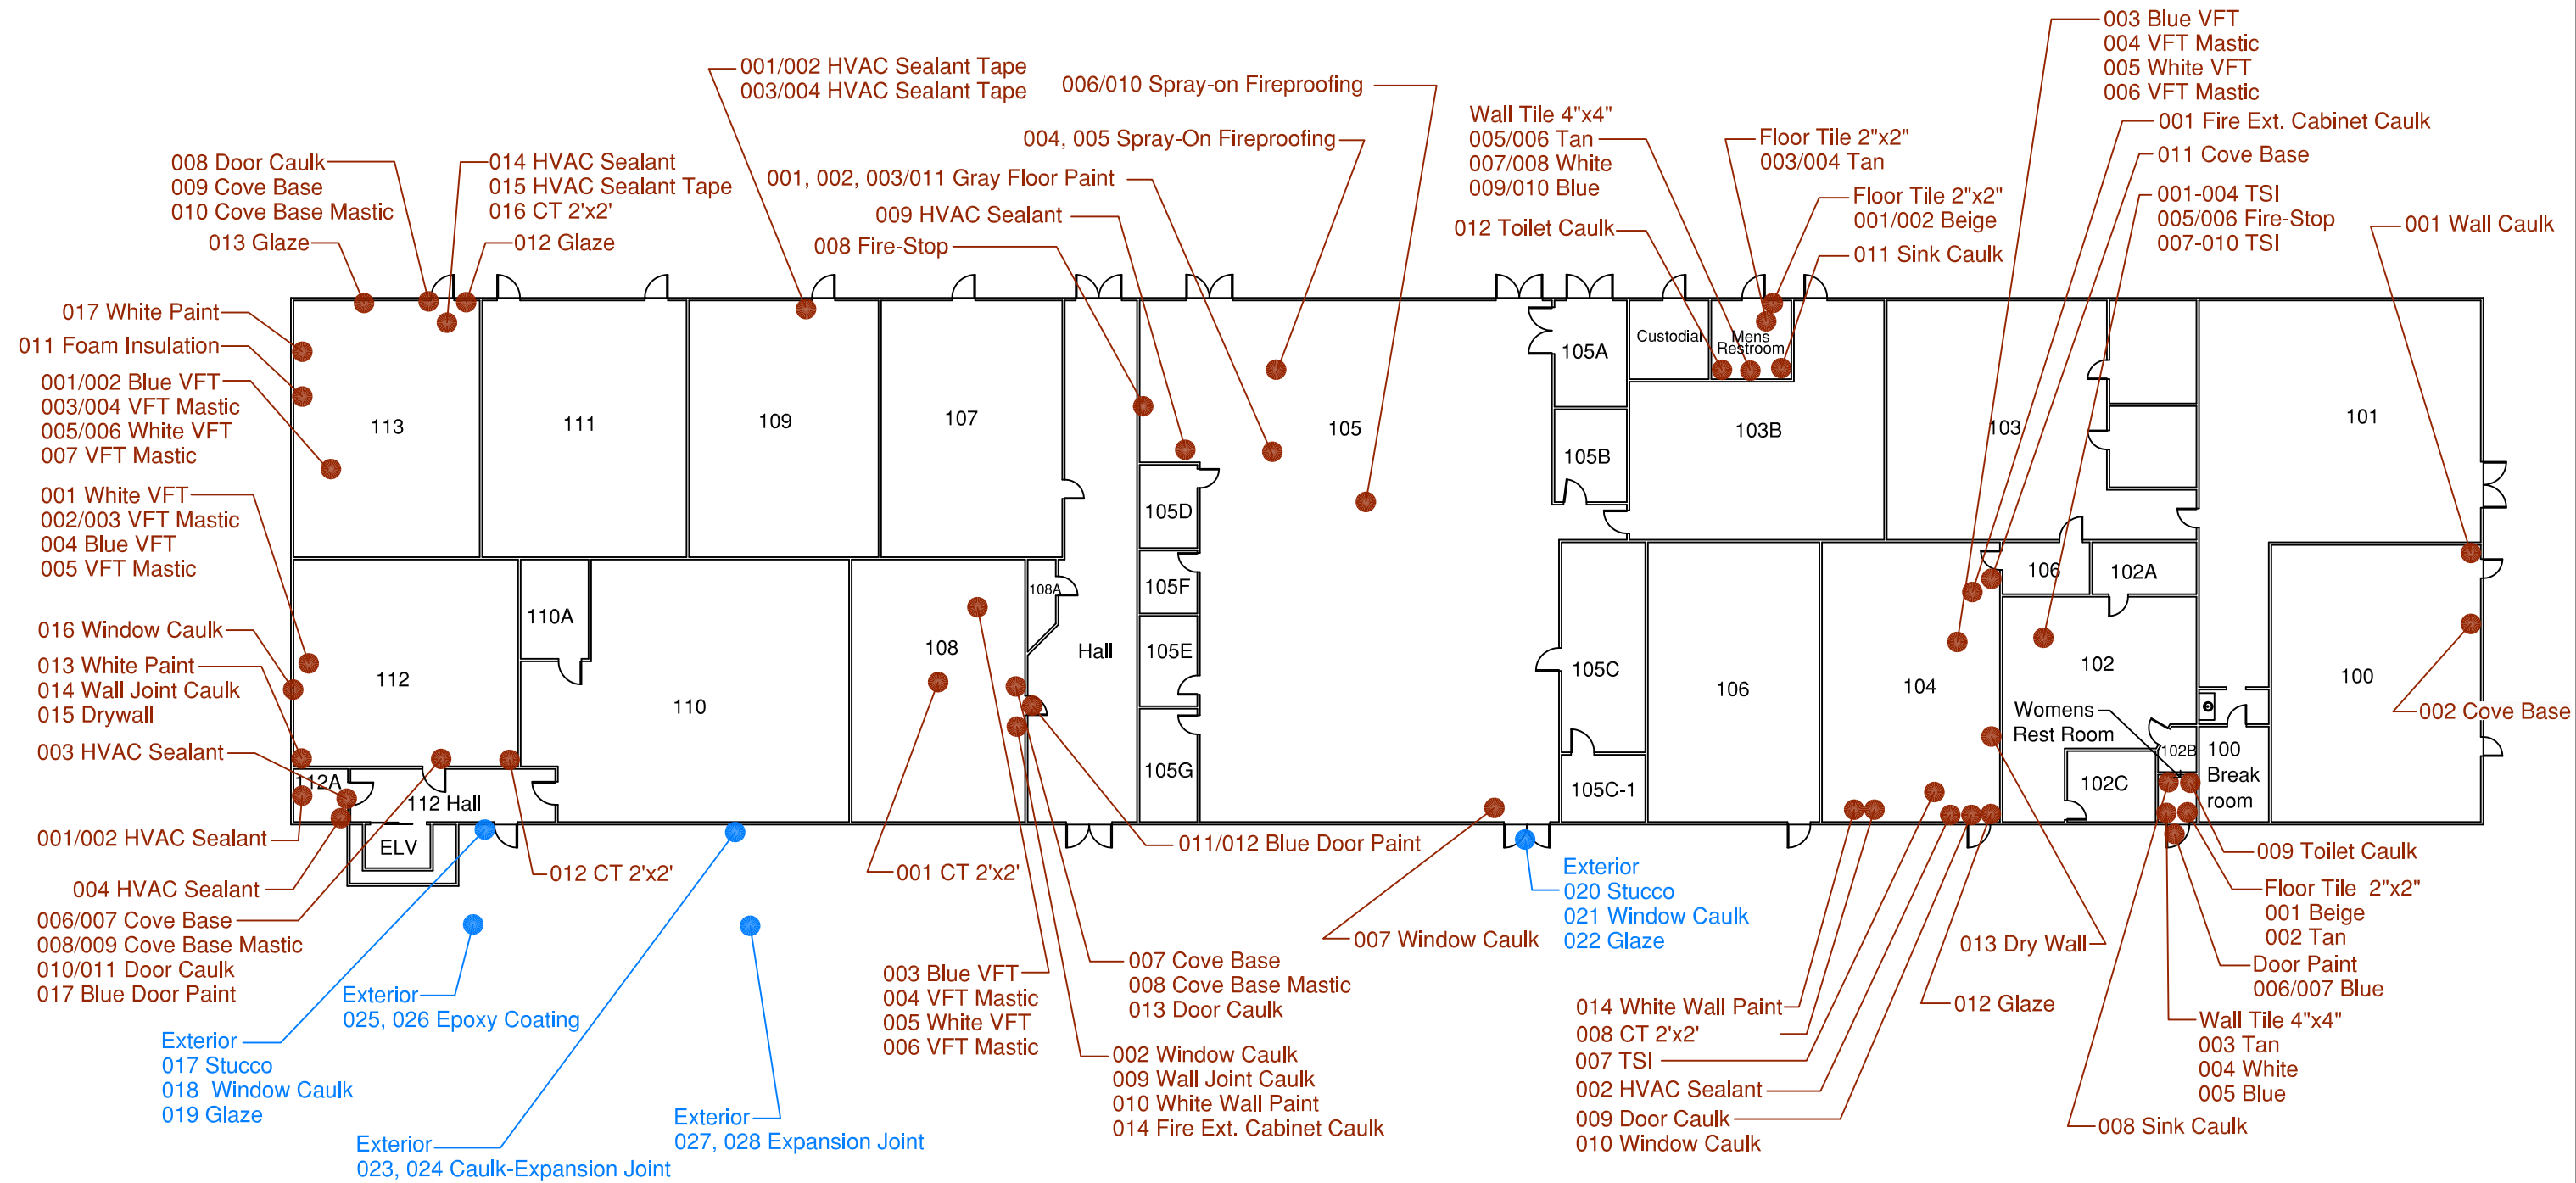 003 Blue VFT
004 VFT Mastic
005 White VFT
006 VFT Mastic
001/002 HVAC Sealant Tape
003/004 HVAC Sealant Tape
006/010 Spray-on Fireproofing
Wall Tile 4"x4"
005/006 Tan
007/008 White
009/010 Blue
001 Fire Ext. Cabinet Caulk
004, 005 Spray-On Fireproofing
Floor Tile 2"x2"
003/004 Tan
011 Cove Base
008 Door Caulk
009 Cove Base
010 Cove Base Mastic
014 HVAC Sealant
015 HVAC Sealant Tape
016 CT 2'x2'
001, 002, 003/011 Gray Floor Paint
Floor Tile 2"x2"
001/002 Beige
001-004 TSI
005/006 Fire-Stop
007-010 TSI
009 HVAC Sealant
012 Toilet Caulk
001 Wall Caulk
013 Glaze
012 Glaze
008 Fire-Stop
011 Sink Caulk
017 White Paint
011 Foam Insulation
Custodial
Mens
Restroom
105A
001/002 Blue VFT
003/004 VFT Mastic
005/006 White VFT
007 VFT Mastic
113
111
109
107
105
103B
103
101
105B
001 White VFT
002/003 VFT Mastic
004 Blue VFT
005 VFT Mastic
105D
105F
108A
106
102A
110A
016 Window Caulk
013 White Paint
014 Wall Joint Caulk
015 Drywall
003 HVAC Sealant
112
110
108
Hall
105E
105C
106
104
102
100
Womens
Rest Room
002 Cove Base
102B
100
Break
room
105G
105C-1
102C
112A
112 Hall
ELV
001/002 HVAC Sealant
004 HVAC Sealant
012 CT 2'x2'
001 CT 2'x2'
011/012 Blue Door Paint
Exterior
020 Stucco
021 Window Caulk
022 Glaze
009 Toilet Caulk
Floor Tile  2"x2"
001 Beige
002 Tan
006/007 Cove Base
008/009 Cove Base Mastic
010/011 Door Caulk
017 Blue Door Paint
007 Window Caulk
013 Dry Wall
Door Paint
006/007 Blue
003 Blue VFT
004 VFT Mastic
005 White VFT
006 VFT Mastic
007 Cove Base
008 Cove Base Mastic
013 Door Caulk
Exterior
025, 026 Epoxy Coating
014 White Wall Paint
008 CT 2'x2'
007 TSI
002 HVAC Sealant
009 Door Caulk
010 Window Caulk
012 Glaze
Wall Tile 4"x4"
003 Tan
004 White
005 Blue
Exterior
017 Stucco
018  Window Caulk
019 Glaze
002 Window Caulk
009 Wall Joint Caulk
010 White Wall Paint
014 Fire Ext. Cabinet Caulk
008 Sink Caulk
Exterior
027, 028 Expansion Joint
Exterior
023, 024 Caulk-Expansion Joint